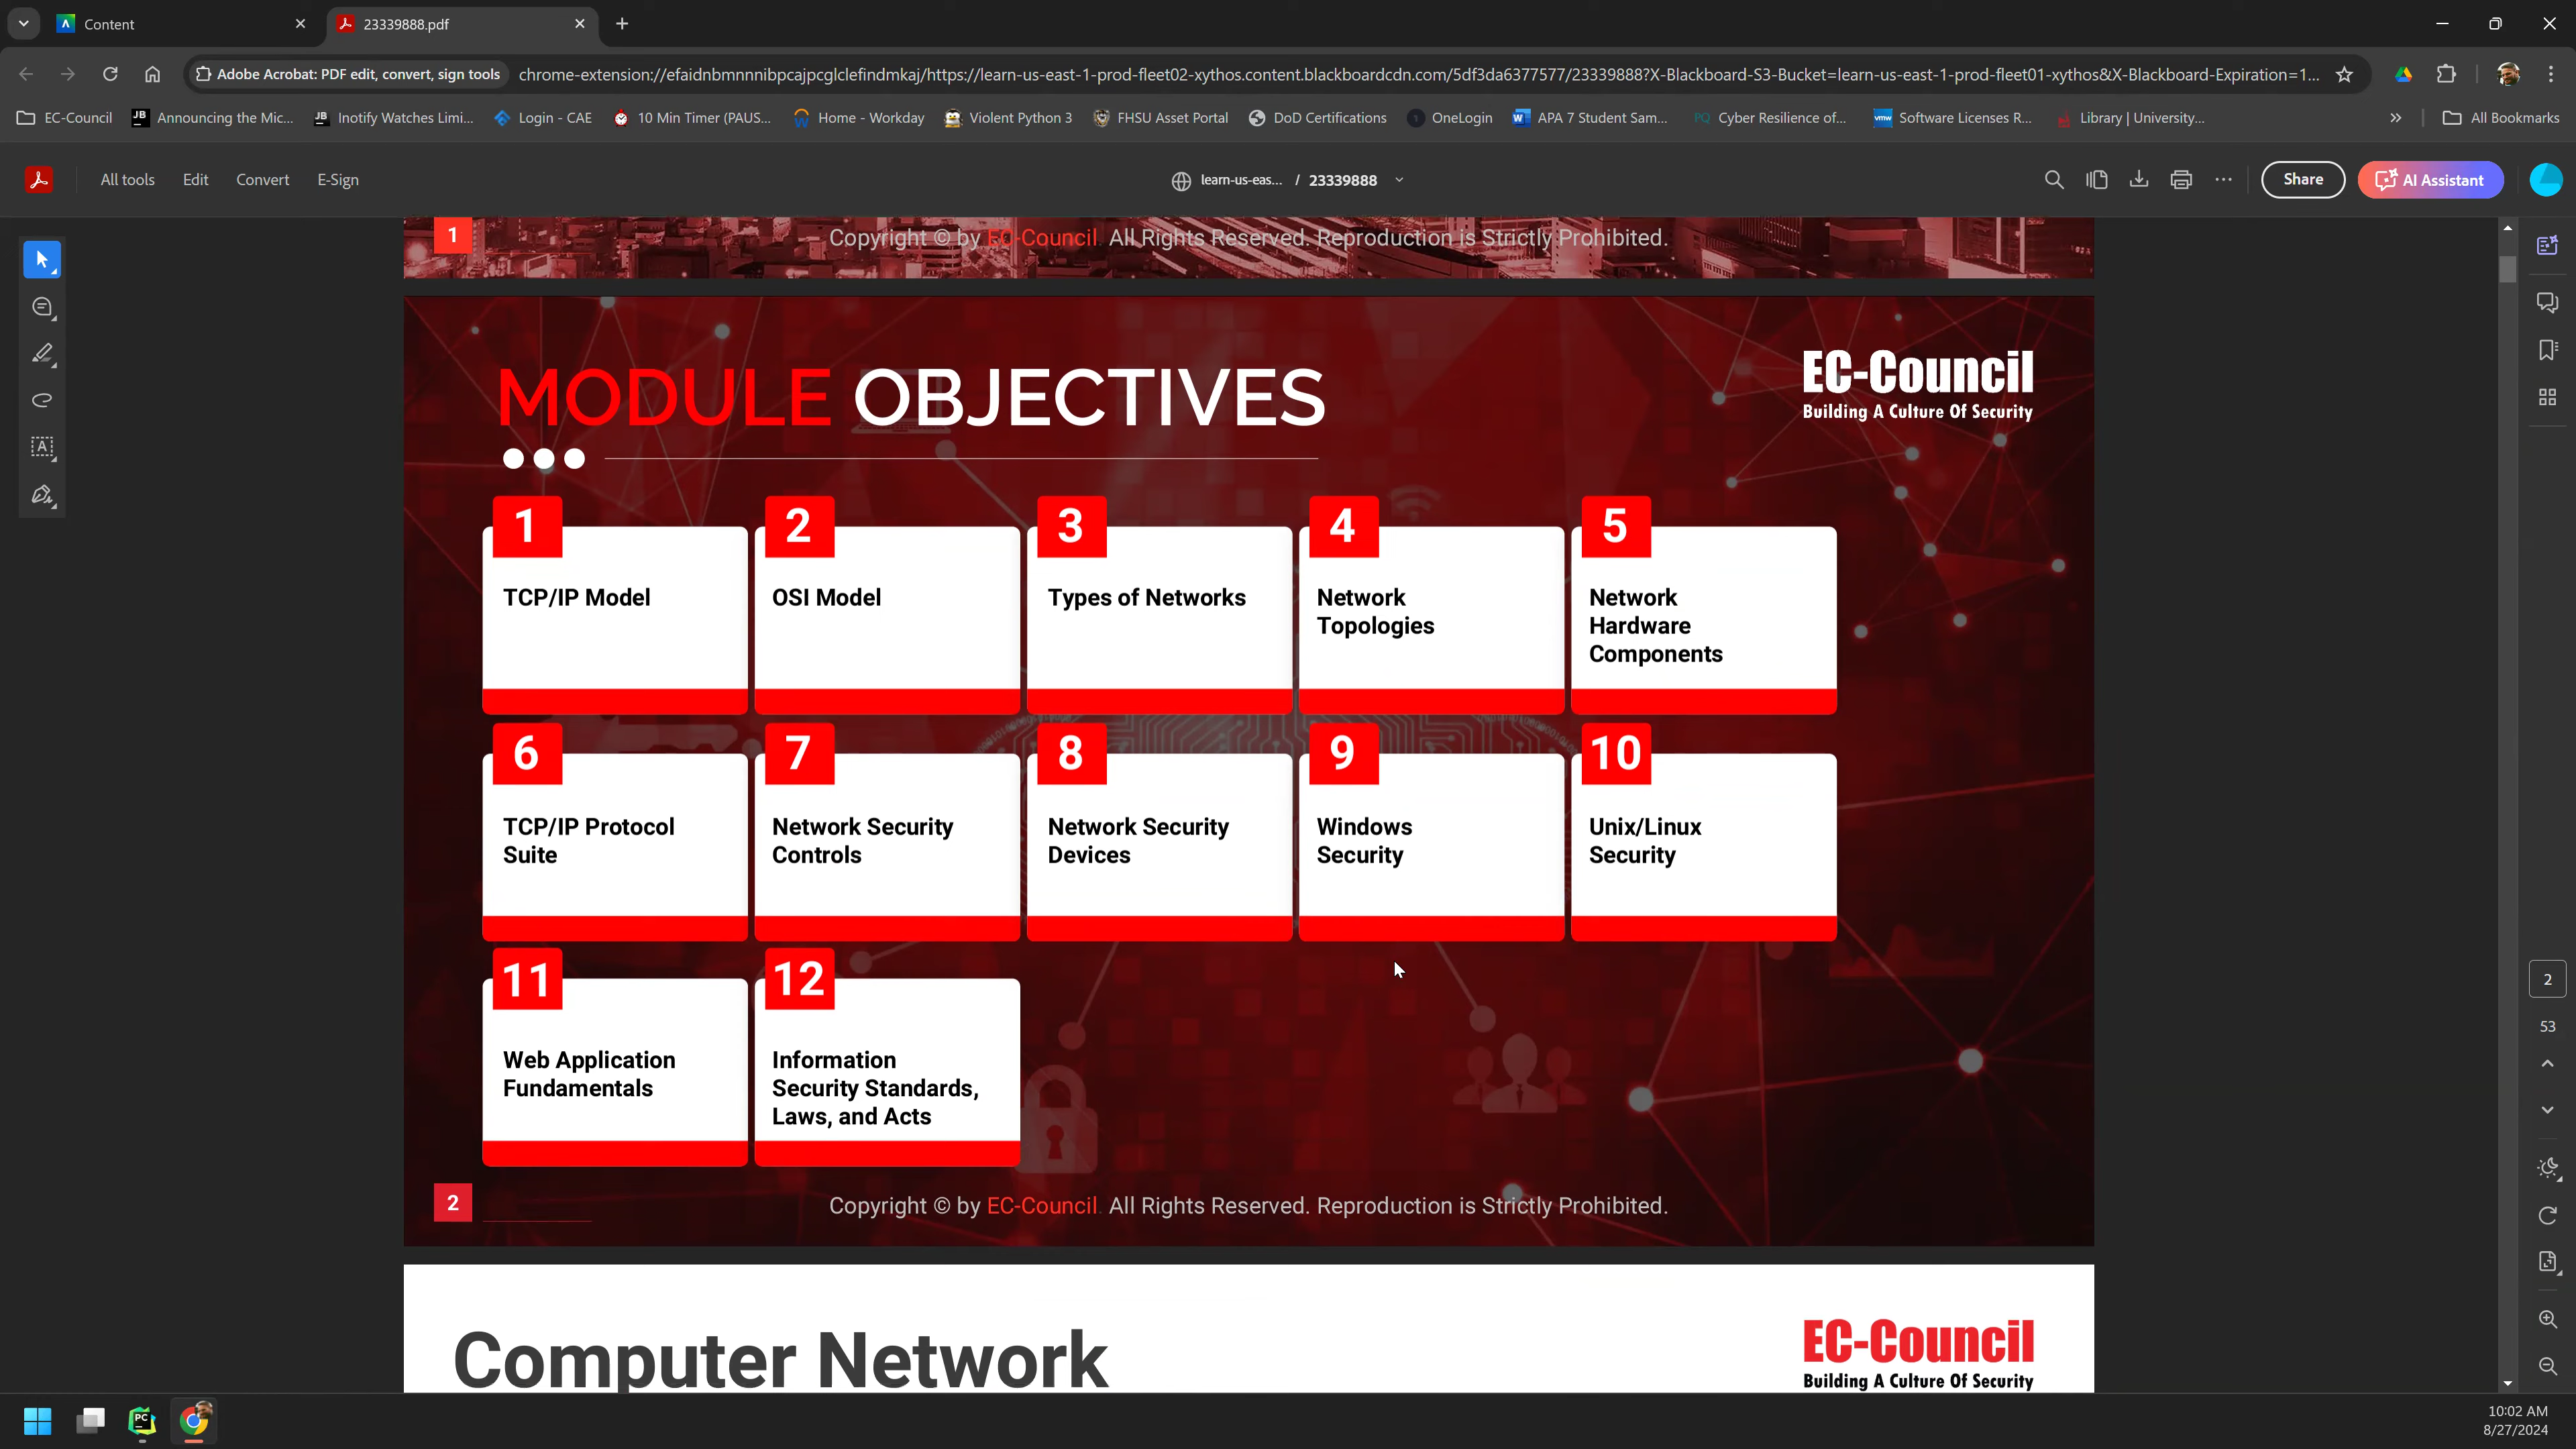 Content
23339888.pdf
Adobe Acrobat: PDF edit, convert, sign tools
chrome-extension://efaidnbmnnnibpcajpcglclefindmkaj/https://learn-us-east-1-prod-fleet02-xythos.content.blackboardcdn.com/5df3da6377577/23339888?X-Blackboard-S3-Bucket=learn-us-east-1-prod-fleet01-xythos&X-Blackboard-Expiration=1...
EC-Council
JB
Announcing the Mic...
JB
Inotify Watches Limi...
Login - CAE
10 Min Timer (PAUS...
Home - Workday
Violent Python 3
FHSU Asset Portal
DoD Certifications
OneLogin
APA 7 Student Sam...
PQ
Cyber Resilience of...
vmw
Software Licenses R...
Library | University...
»
All Bookmarks
All tools
Edit
Convert
E-Sign
learn-us-eas... / 23339888
Share
AI Assistant
1
Copyright © by EC-Council. All Rights Reserved. Reproduction is Strictly Prohibited.
MODULE OBJECTIVES
EC-Council
Building A Culture Of Security
1
TCP/IP Model
2
OSI Model
3
Types of Networks
4
Network
Topologies
5
Network
Hardware
Components
6
TCP/IP Protocol
Suite
7
Network Security
Controls
8
Network Security
Devices
9
Windows
Security
10
Unix/Linux
Security
11
Web Application
Fundamentals
12
Information
Security Standards,
Laws, and Acts
2
Copyright © by EC-Council. All Rights Reserved. Reproduction is Strictly Prohibited.
2
53
Computer Network
EC-Council
Building A Culture Of Security
PC
10:02 AM
8/27/2024